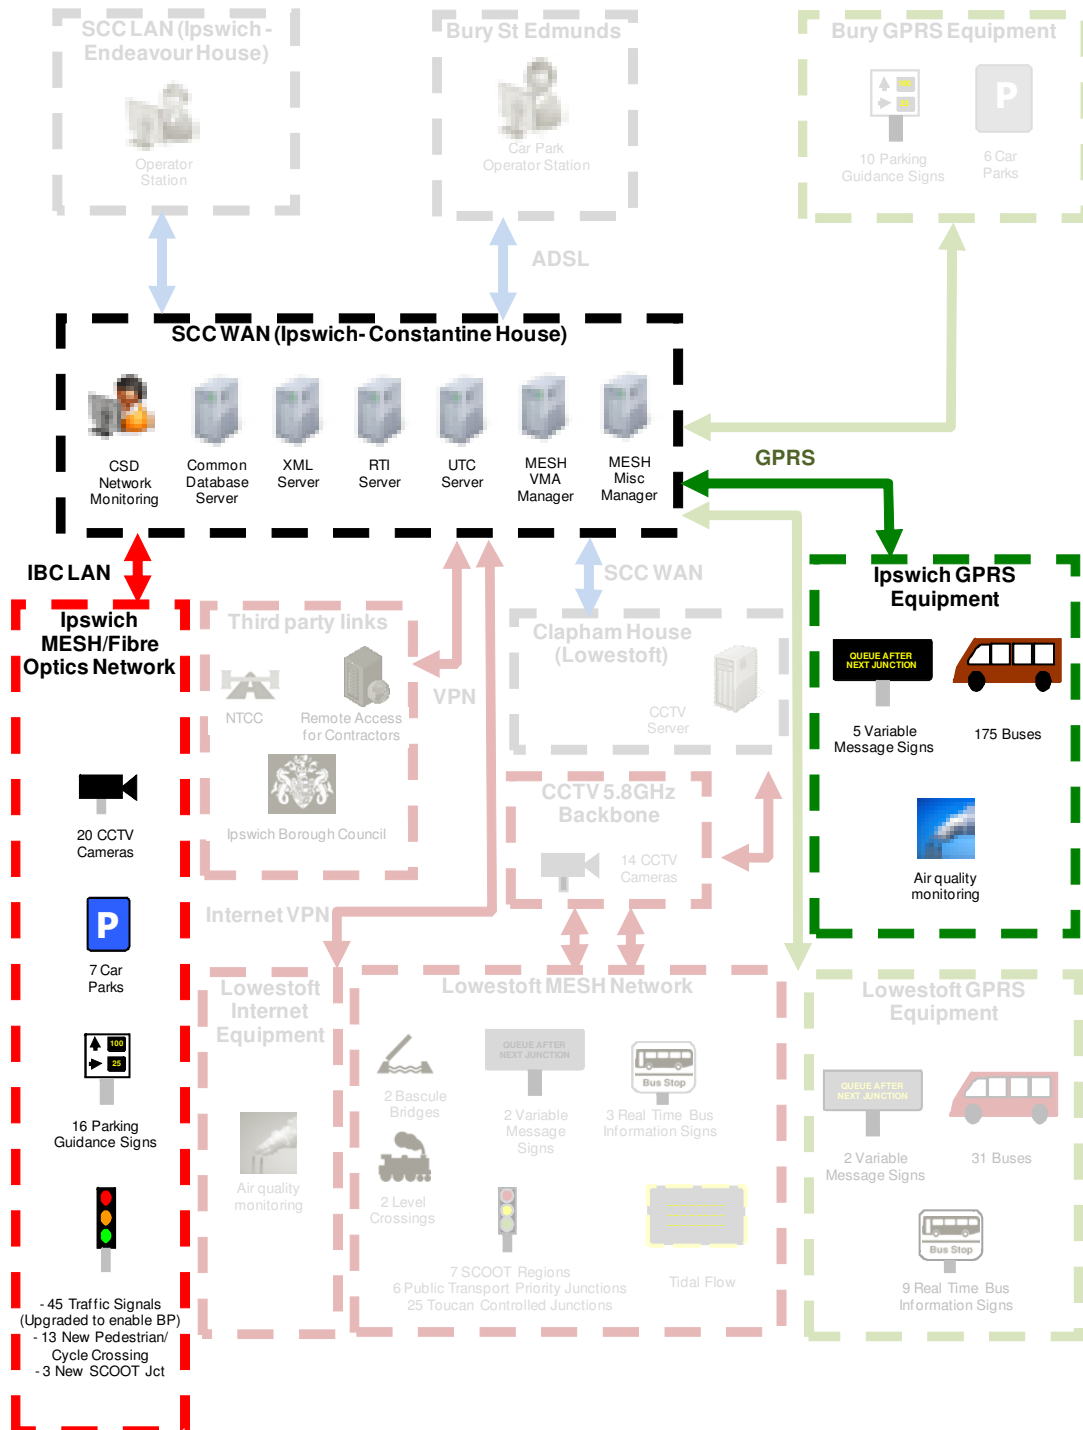 SCC LAN (Ipswich -
Endeavour House)
Operator
Station
Bury St Edmunds
Car Park
Operator Station
Bury GPRS Equipment
100
25
P
10 Parking
Guidance Signs
6 Car
Parks
ADSL
SCC WAN (Ipswich- Constantine House)
CSD
Network
Monitoring
Common
Database
Server
XML
Server
RTI
Server
UTC
Server
MESH
VMA
Manager
MESH
Misc
Manager
GPRS
IBC LAN
SCC WAN
Ipswich
MESH/Fibre
Optics Network
20 CCTV
Cameras
P
7 Car
Parks
100
25
16 Parking
Guidance Signs
- 45 Traffic Signals
(Upgraded to enable BP)
- 13 New Pedestrian/
Cycle Crossing
- 3 New SCOOT Jct
Third party links
NTCC
Remote Access
for Contractors
Ipswich Borough Council
VPN
Internet VPN
Clapham House
(Lowestoft)
CCTV
Server
CCTV 5.8GHz
Backbone
14 CCTV
Cameras
Ipswich GPRS
Equipment
QUEUE AFTER
NEXT JUNCTION
5 Variable
Message Signs
175 Buses
Air quality
monitoring
Lowestoft
Internet
Equipment
Air quality
monitoring
Lowestoft MESH Network
2 Bascule
Bridges
QUEUE AFTER
NEXT JUNCTION
2 Variable
Message
Signs
Bus Stop
3 Real Time Bus
Information Signs
2 Level
Crossings
7 SCOOT Regions
6 Public Transport Priority Junctions
25 Toucan Controlled Junctions
Tidal Flow
Lowestoft GPRS
Equipment
QUEUE AFTER
NEXT JUNCTION
2 Variable
Message Signs
31 Buses
Bus Stop
9 Real Time Bus
Information Signs